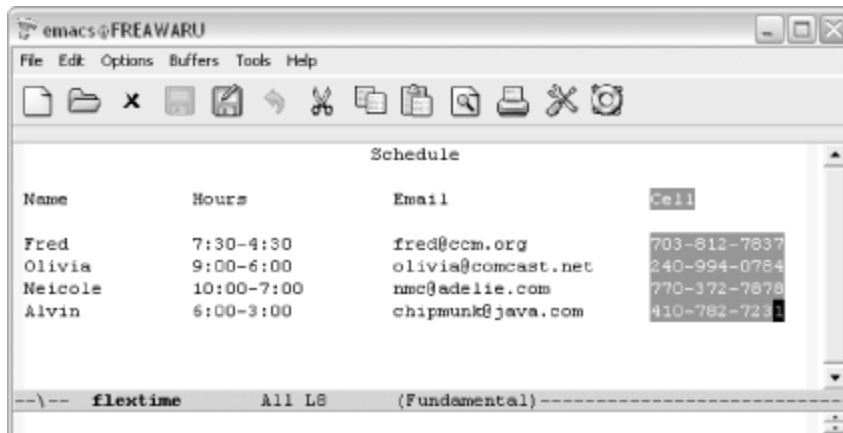 emacs@FREAWARU
File Edit Options Buffers Tools Help
Schedule
Name Hours Email Cell
Fred 7:30-4:30 fred@ccm.org 703-812-7837
Olivia 9:00-6:00 olivia@comcast.net 240-994-0784
Neicole 10:00-7:00 nmc@adelie.com 770-372-7878
Alvin 6:00-3:00 chipmunk@java.com 410-782-7231
--\-- flextime All L8 (Fundamental)--------------------------